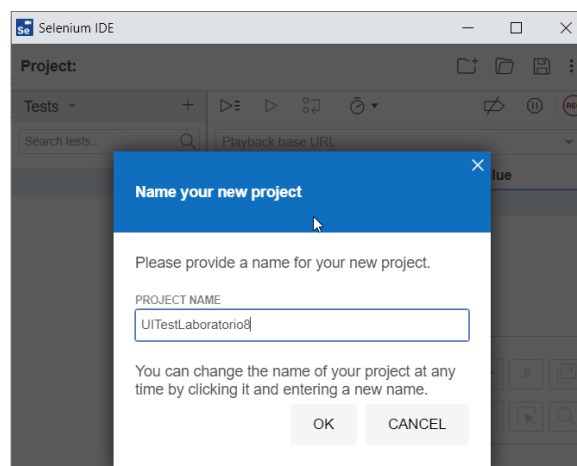 Se Selenium IDE
Project:
Tests
Search tests...
Playback base URL
lue
Name your new project
Please provide a name for your new project.
PROJECT NAME
UITestLaboratorio8
You can change the name of your project at any
time by clicking it and entering a new name.
OK CANCEL